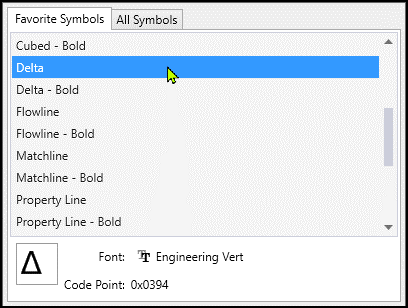 Favorite Symbols All Symbols
Cubed - Bold
Delta
Delta - Bold
Flowline
Flowline - Bold
Matchline
Matchline - Bold
Property Line
Property Line - Bold
Δ
Font: Engineering Vert
Code Point: 0x0394